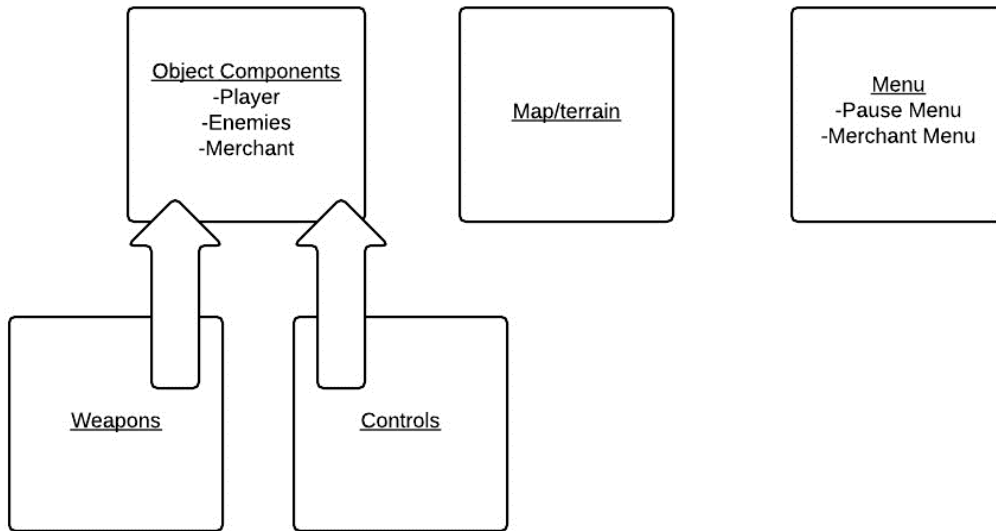 Object Components
-Player
-Enemies
-Merchant
Map/terrain
Menu
-Pause Menu
-Merchant Menu
Weapons
Controls